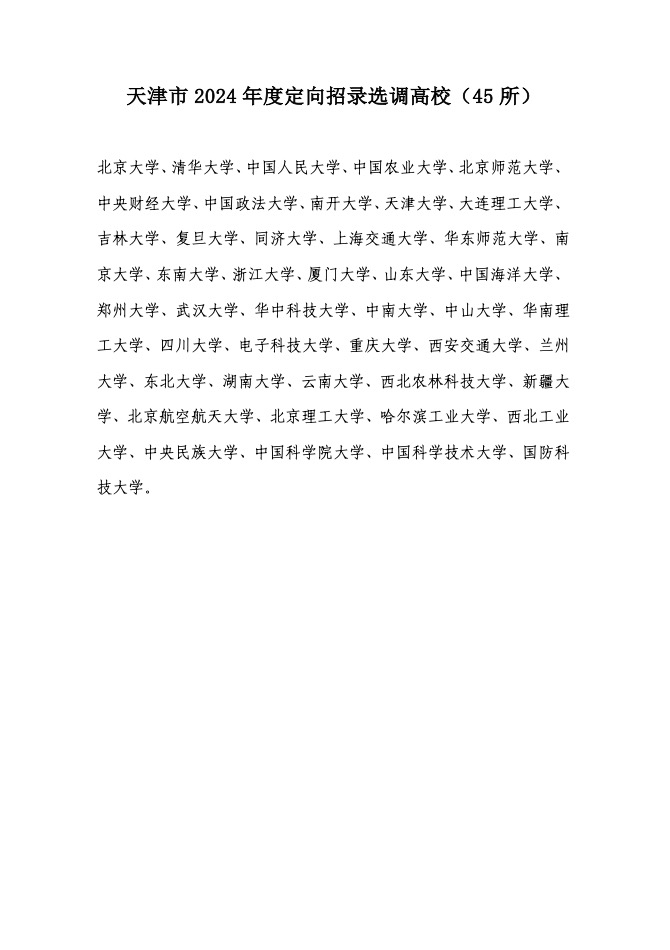 天津市 2024 年度定向招录选调高校（45 所）
北京大学、清华大学、中国人民大学、中国农业大学、北京师范大学、
中央财经大学、中国政法大学、南开大学、天津大学、大连理工大学、
吉林大学、复旦大学、同济大学、上海交通大学、华东师范大学、南
京大学、东南大学、浙江大学、厦门大学、山东大学、中国海洋大学、
郑州大学、武汉大学、华中科技大学、中南大学、中山大学、华南理
工大学、四川大学、电子科技大学、重庆大学、西安交通大学、兰州
大学、东北大学、湖南大学、云南大学、西北农林科技大学、新疆大
学、北京航空航天大学、北京理工大学、哈尔滨工业大学、西北工业
大学、中央民族大学、中国科学院大学、中国科学技术大学、国防科
技大学。